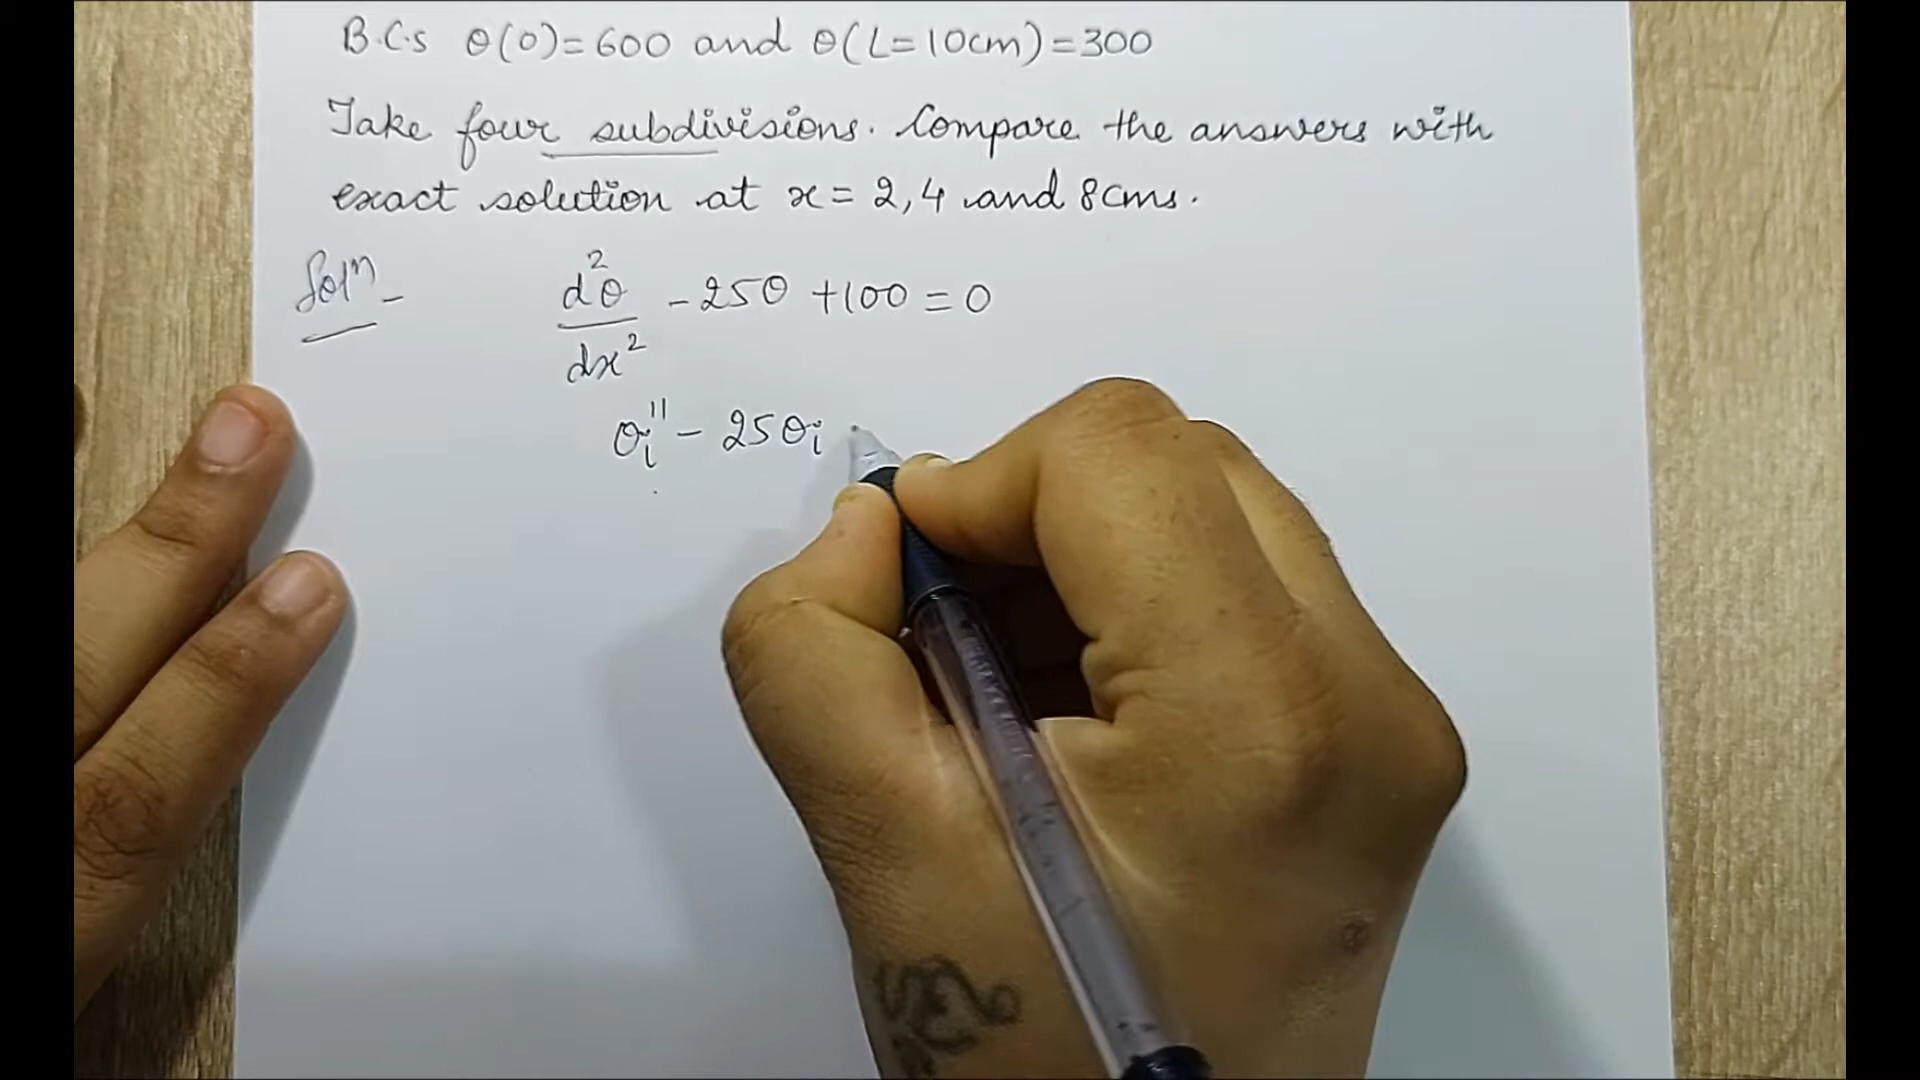 B.C.s θ(0)=600 and θ(L=10cm)=300
Take four subdivisions. Compare the answers with
exact solution at x = 2,4 and 8cms.
Solⁿ- d²θ/dx² - 25θ +100 = 0
θᵢ'' - 25θᵢ